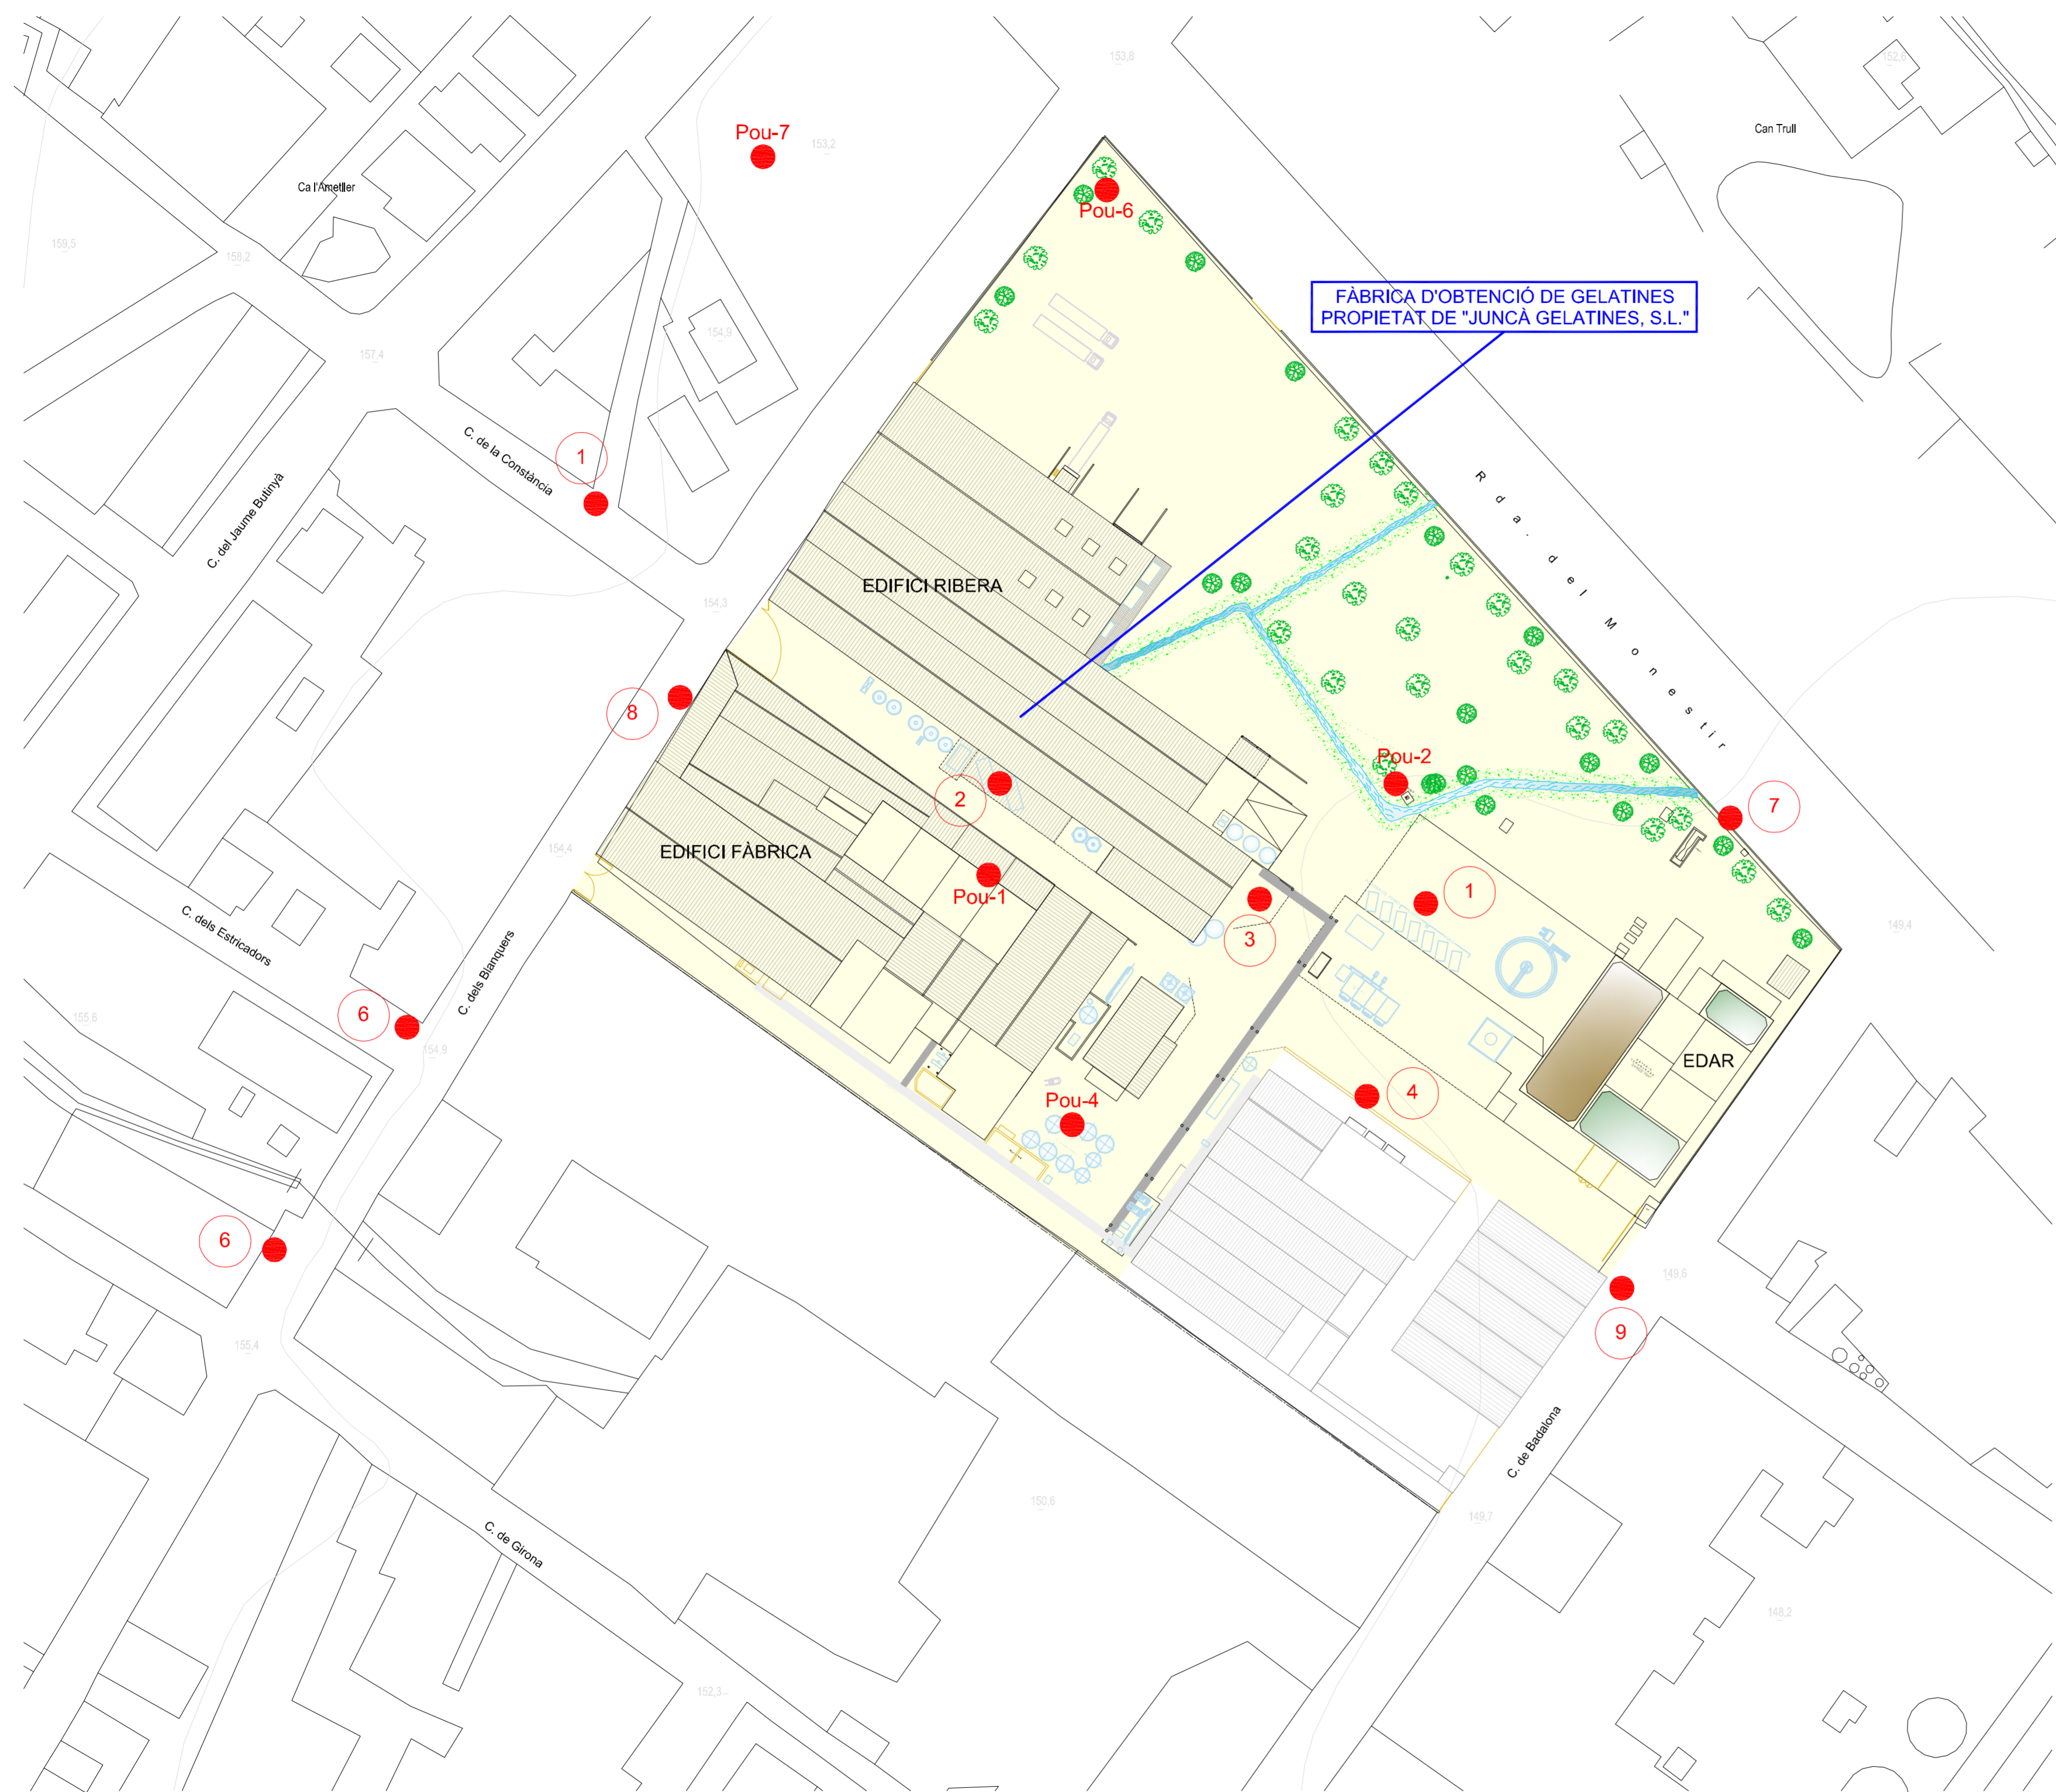 153,8
152,6
Can Trull
Pou-7
153,2
Ca l'Ametller
Pou-6
159,5
158,2
FÀBRICA D'OBTENCIÓ DE GELATINES
PROPIETAT DE "JUNCÀ GELATINES, S.L."
154,9
157,4
C. de la Constància
1
C. del Jaume Butinyà
Rda. del Monestir
EDIFICI RIBERA
154,3
8
Pou-2
2
7
154,4
EDIFICI FÀBRICA
Pou-1
1
C. dels Estricadors
C. dels Blanquers
3
149,4
6
155,6
154,9
EDAR
Pou-4
4
6
149,6
155,4
9
C. de Badalona
150,6
149,7
C. de Girona
148,2
152,3